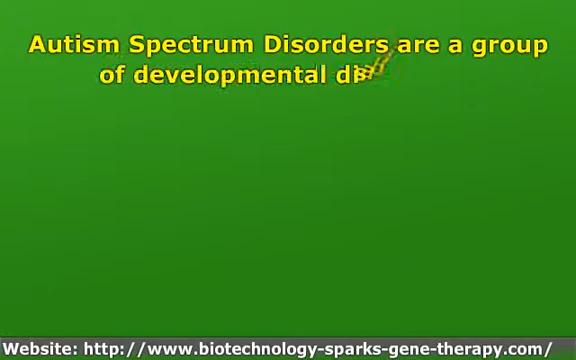 Autism Spectrum Disorders are a group
of developmental
Website: http://www.biotechnology-sparks-gene-therapy.com/